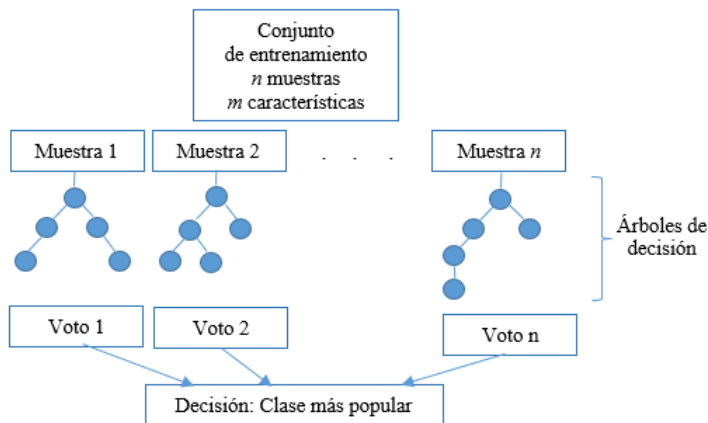 Conjunto
de entrenamiento
n muestras
m características
Muestra 1
Muestra 2
. . .
Muestra n
Árboles de
decisión
Voto 1
Voto 2
Voto n
Decisión: Clase más popular